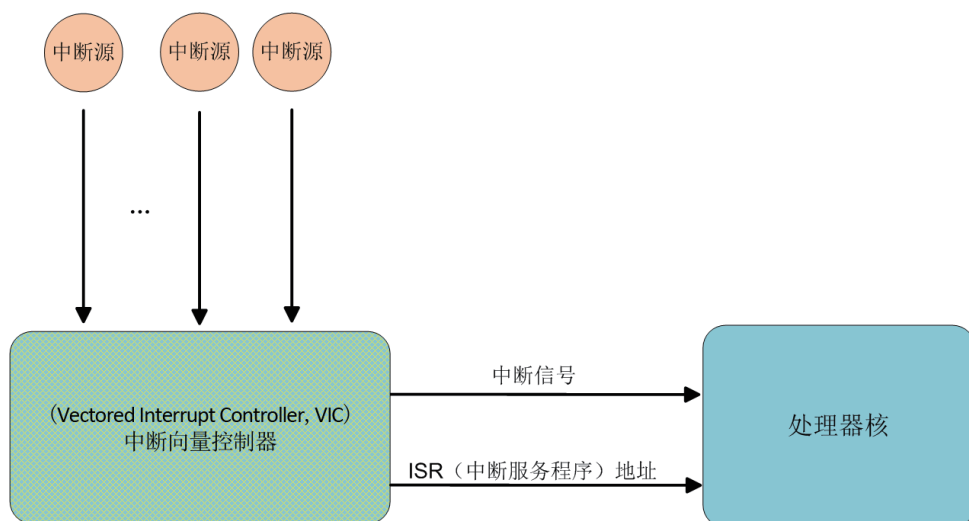 中断源
中断源
中断源
...
(Vectored Interrupt Controller, VIC)
中断向量控制器
中断信号
ISR（中断服务程序）地址
处理器核